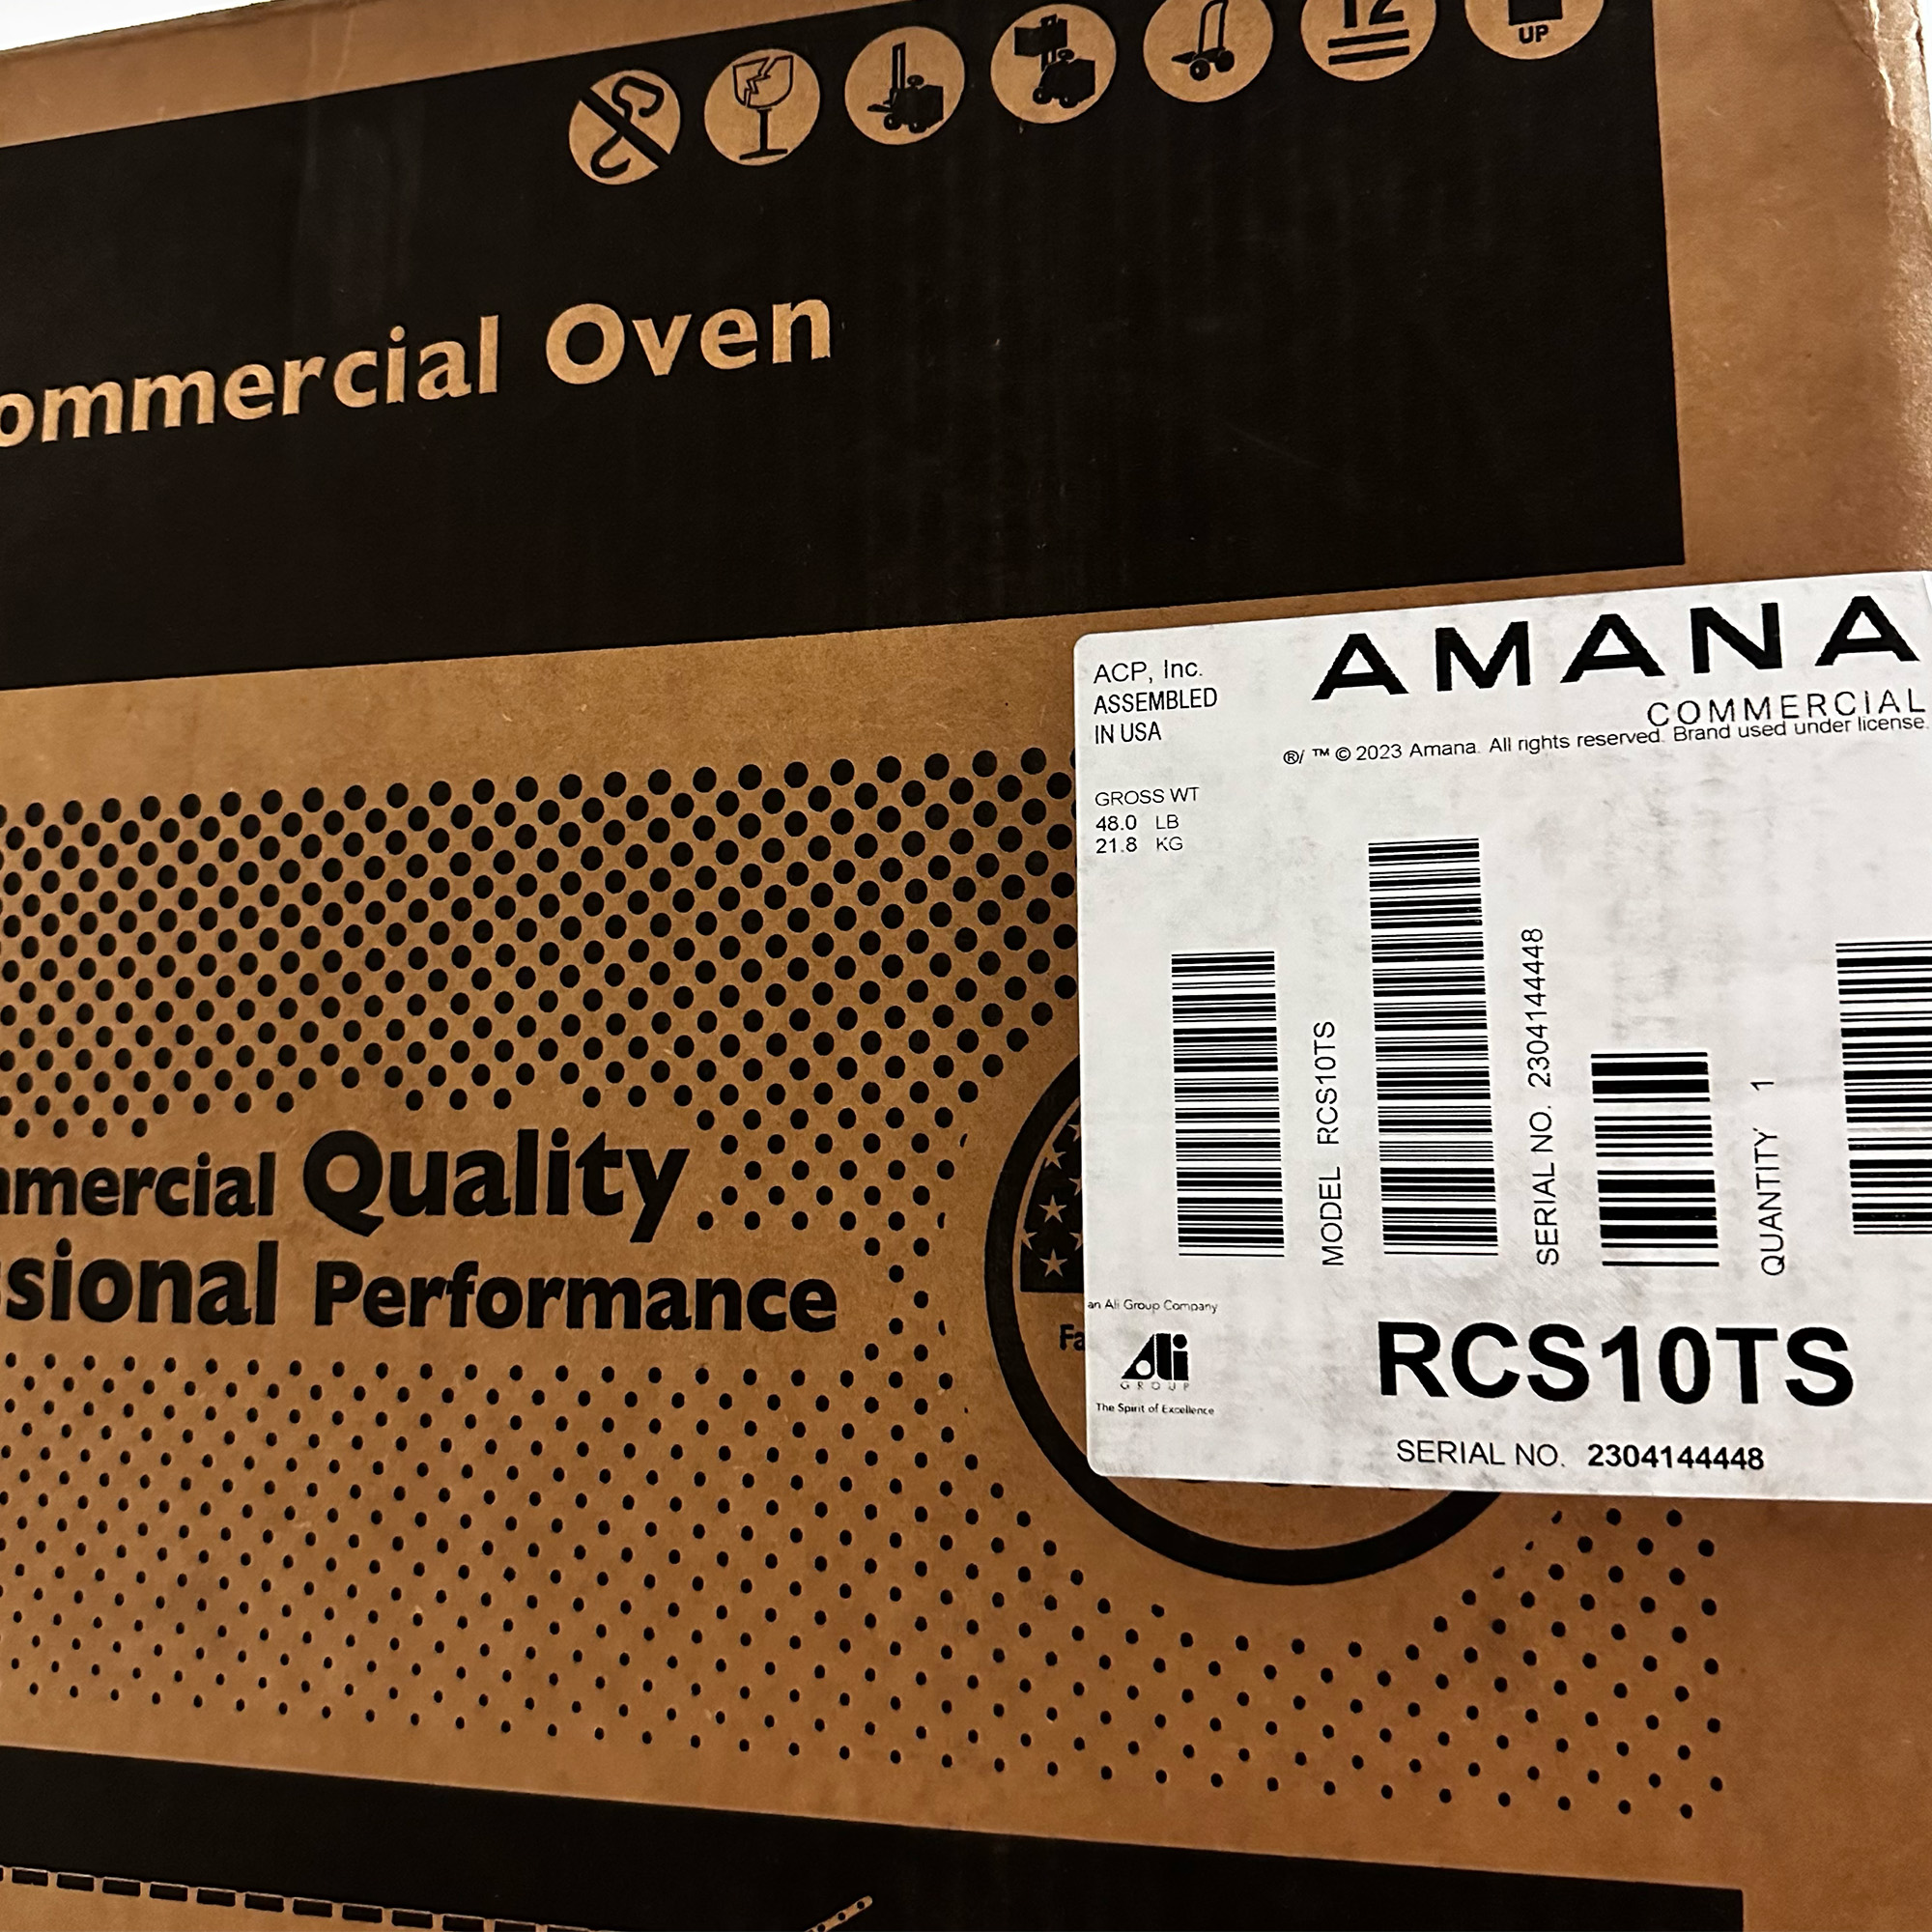 12
UP
ommercial Oven
ACP, Inc.
ASSEMBLED
IN USA
AMANA
COMMERCIAL
®/ ™ © 2023 Amana. All rights reserved. Brand used under license.
GROSS WT
48.0 LB
21.8 KG
MODEL RCS10TS
SERIAL NO. 2304144448
QUANTITY 1
mmercial Quality
sional Performance
Fa
an Ali Group Company
Ali
GROUP
The Spirit of Excellence
RCS10TS
SERIAL NO. 2304144448